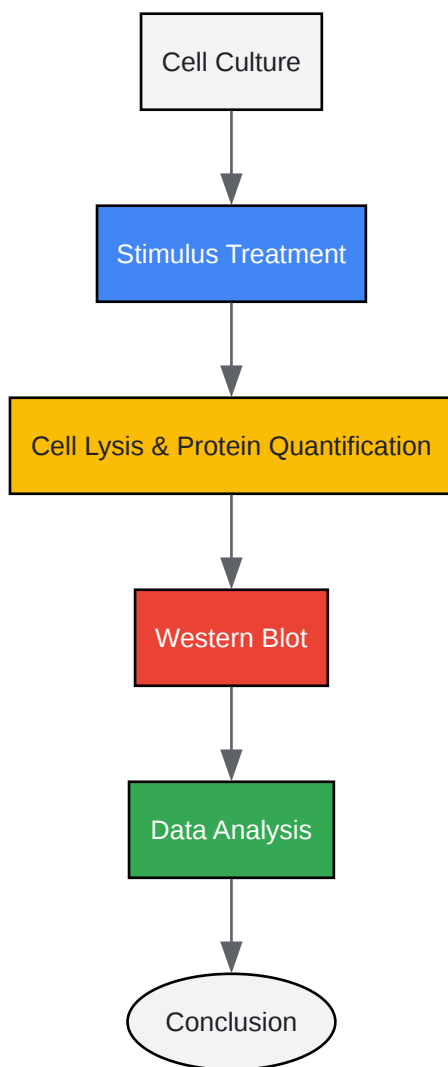 Cell Culture
Stimulus Treatment
Cell Lysis & Protein Quantification
Western Blot
Data Analysis
Conclusion